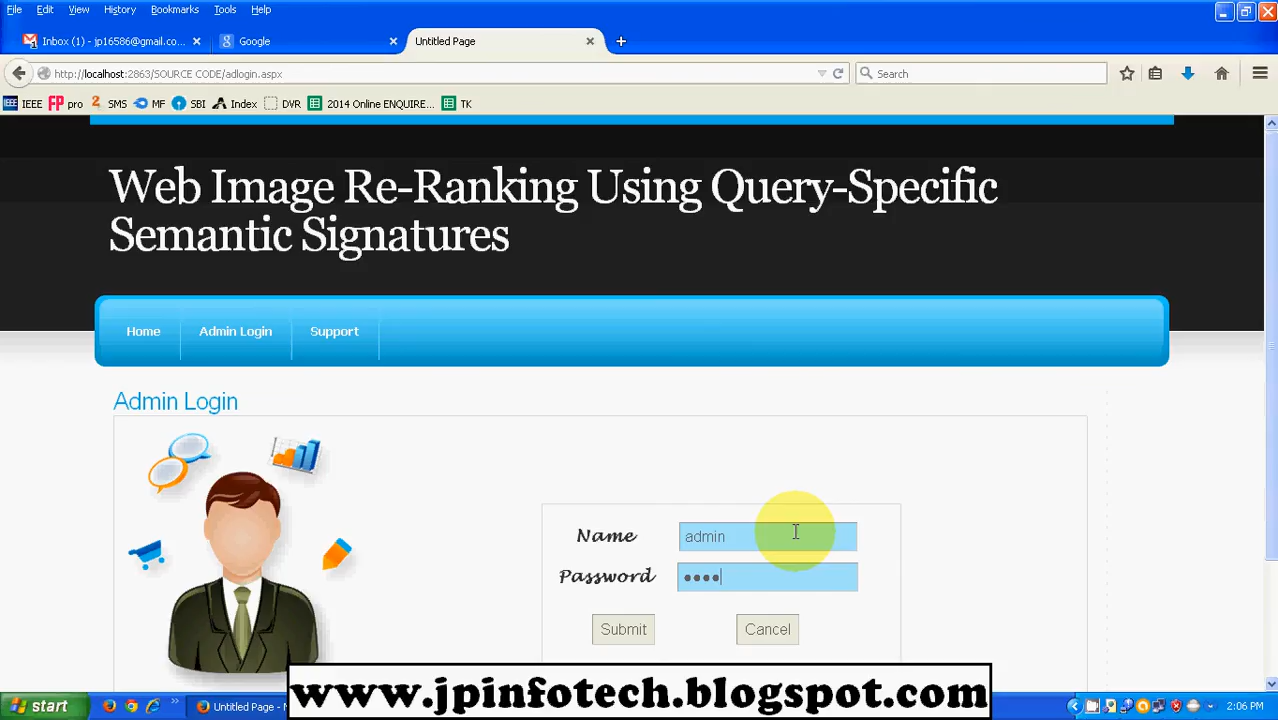 File Edit View History Bookmarks Tools Help
Inbox (1) - jp16586@gmail.co... Google Untitled Page
http://localhost:2863/SOURCE CODE/adlogin.aspx Search
IEEE FP pro SMS MF SBI Index DVR 2014 Online ENQUIRE... TK
Web Image Re-Ranking Using Query-Specific
Semantic Signatures
Home Admin Login Support
Admin Login
Name admin
Password
Submit Cancel
www.jpinfotech.blogspot.com
start Untitled Page - 2:06 PM